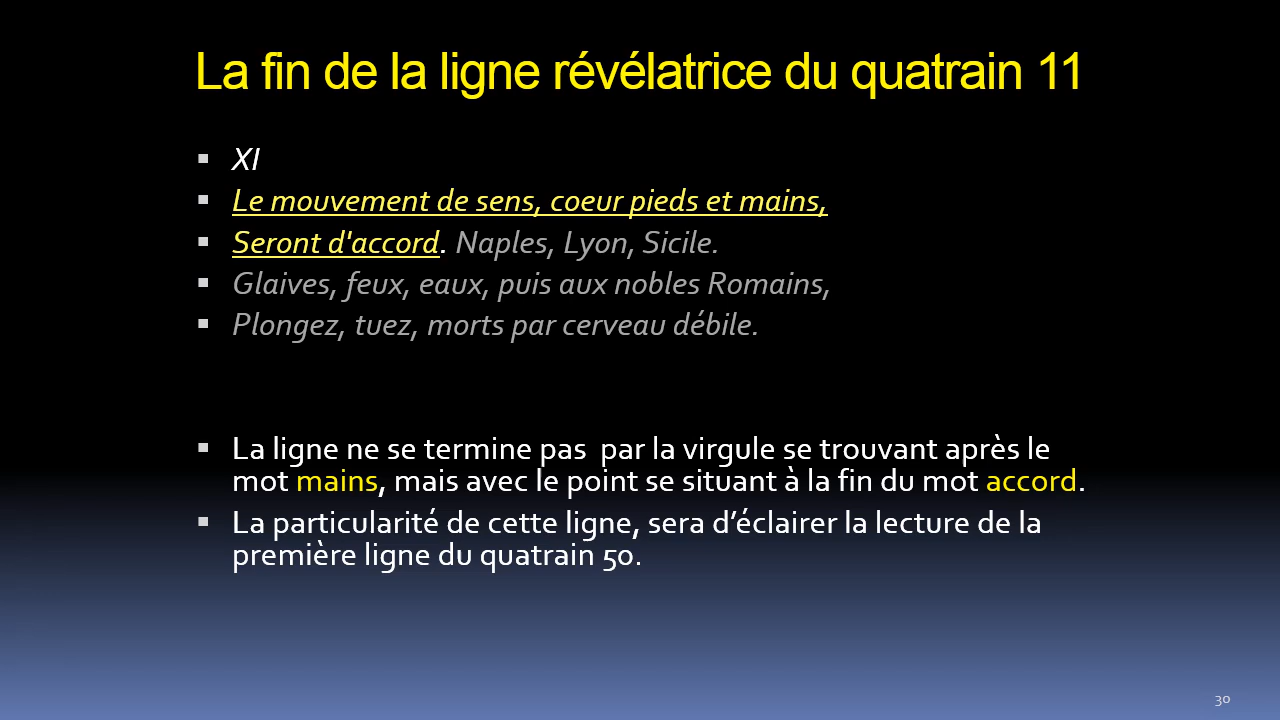 La fin de la ligne révélatrice du quatrain 11
XI
Le mouvement de sens, coeur pieds et mains,
Seront d'accord. Naples, Lyon, Sicile.
Glaives, feux, eaux, puis aux nobles Romains,
Plongez, tuez, morts par cerveau débile.
La ligne ne se termine pas  par la virgule se trouvant après le
mot mains, mais avec le point se situant à la fin du mot accord.
La particularité de cette ligne, sera d’éclairer la lecture de la
première ligne du quatrain 50.
30